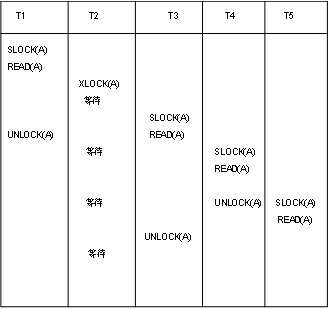 T1 T2 T3 T4 T5
SLOCK(A)
READ(A)
XLOCK(A)
等待
SLOCK(A)
UNLOCK(A) READ(A)
等待 SLOCK(A)
READ(A)
等待 UNLOCK(A) SLOCK(A)
READ(A)
UNLOCK(A)
等待